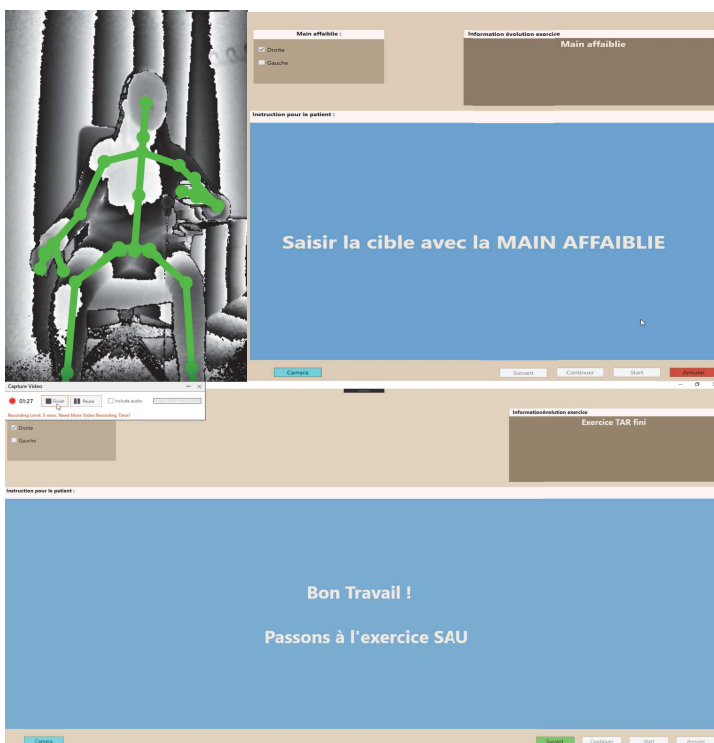 Main affaiblie :
Droite
Gauche
Information évolution exercice
Main affaiblie
Instruction pour le patient :
Saisir la cible avec la MAIN AFFAIBLIE
Camera
Suivant
Continuer
Start
Annuler
Capture Video
01:27
Finish
Pause
Include audio
Recording Limit: 5 mins. Need More Video Recording Time?
Droite
Gauche
Informationévolution exercice
Exercice TAR fini
Instruction pour le patient :
Bon Travail !
Passons à l'exercice SAU
Camera
Suivant
Continuer
Start
Annuler